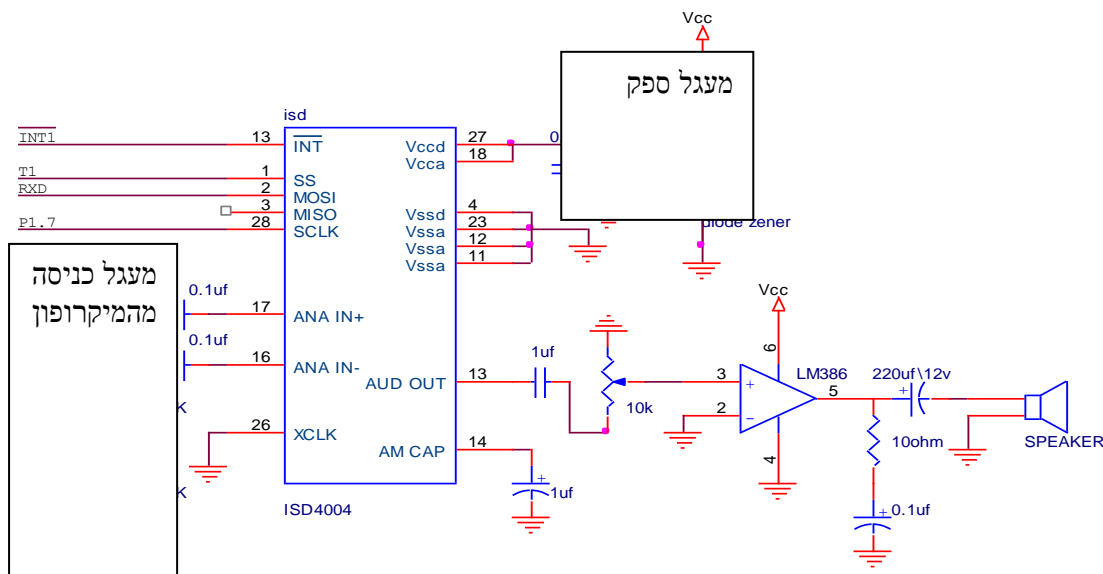 Vcc
מעגל ספק
isd
INT1
13
INT
Vccd
27
Vcca
18
0
T1
1
SS
RXD
2
MOSI
3
MISO
P1.7
28
SCLK
Vssd
4
Vssa
23
Vssa
12
Vssa
11
diode zener
מעגל כניסה
מהמיקרופון
0.1uf
17
ANA IN+
0.1uf
16
ANA IN-
AUD OUT
13
1uf
10k
Vcc
6
LM386
3
+
2
-
4
5
220uf\12v
+
SPEAKER
10ohm
+
0.1uf
K
26
XCLK
AM CAP
14
+
1uf
K
ISD4004